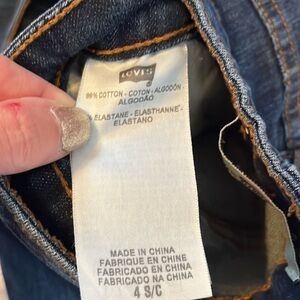 LEVI'S
99% COTTON - COTON - ALGODÓN -
ALGODÃO
% ELASTANE - ELASTHANNE -
ELASTANO
MADE IN CHINA
FABRIQUE EN CHINE
FABRICADO EN CHINA
FABRICADO NA CHINA
4 S/C